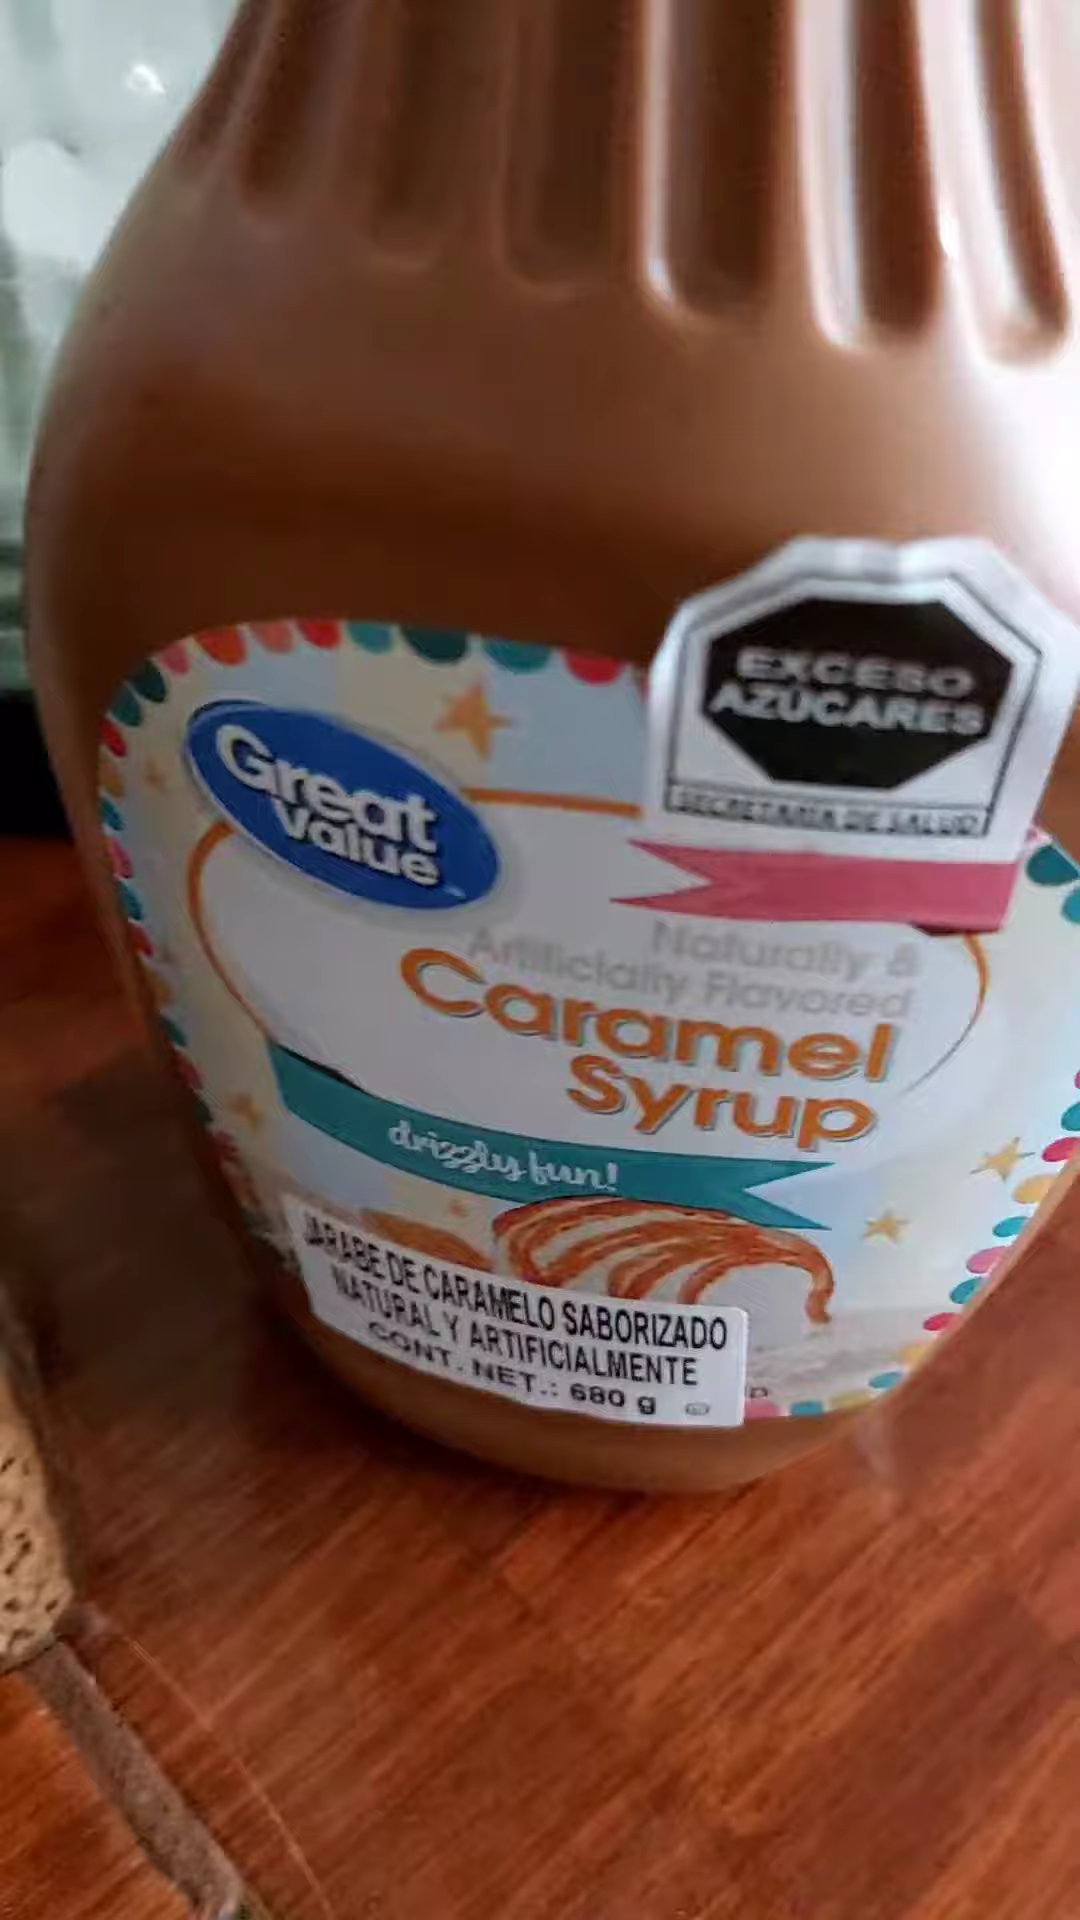 EXCESO
AZÚCARES
SECRETARÍA DE SALUD
Great
Value
Naturally &
Artificially Flavored
Caramel
Syrup
drizzly fun!
JARABE DE CARAMELO SABORIZADO
NATURAL Y ARTIFICIALMENTE
CONT. NET.: 680 g